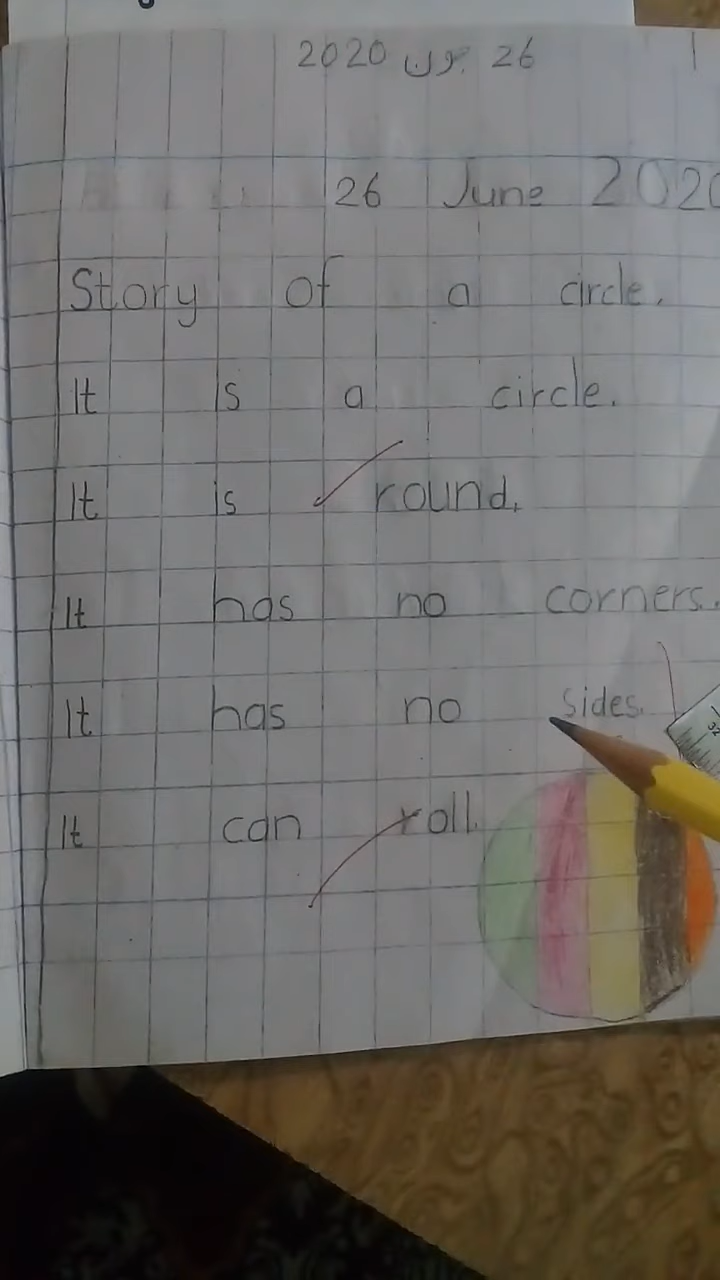 26 جون 2020
26 June 2020
Story of a circle.
It is a circle.
It is round.
It has no corners.
It has no sides.
It can roll.